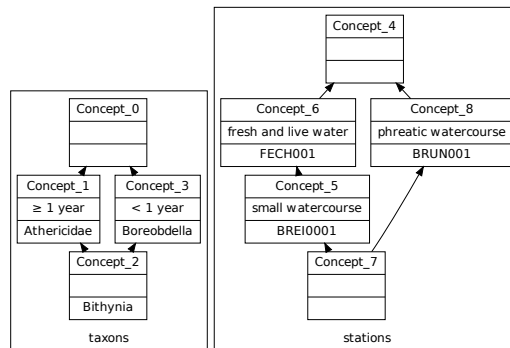 Concept_4
Concept_0
Concept_6
fresh and live water
FECH001
Concept_8
phreatic watercourse
BRUN001
Concept_1
≥ 1 year
Athericidae
Concept_3
< 1 year
Boreobdella
Concept_5
small watercourse
BREI0001
Concept_2
Bithynia
Concept_7
taxons
stations